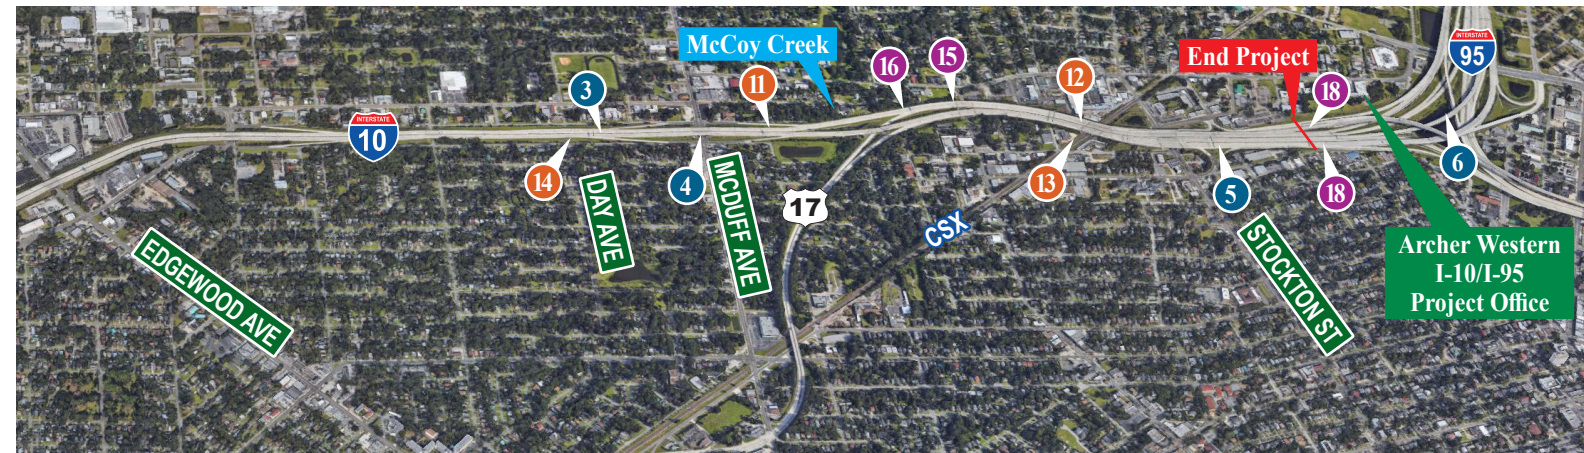 McCoy Creek
16
15
12
End Project
18
INTERSTATE
95
3
11
INTERSTATE
10
14
4
13
5
18
6
DAY AVE
MCDUFF AVE
17
CSX
EDGEWOOD AVE
STOCKTON ST
Archer Western
I-10/I-95
Project Office